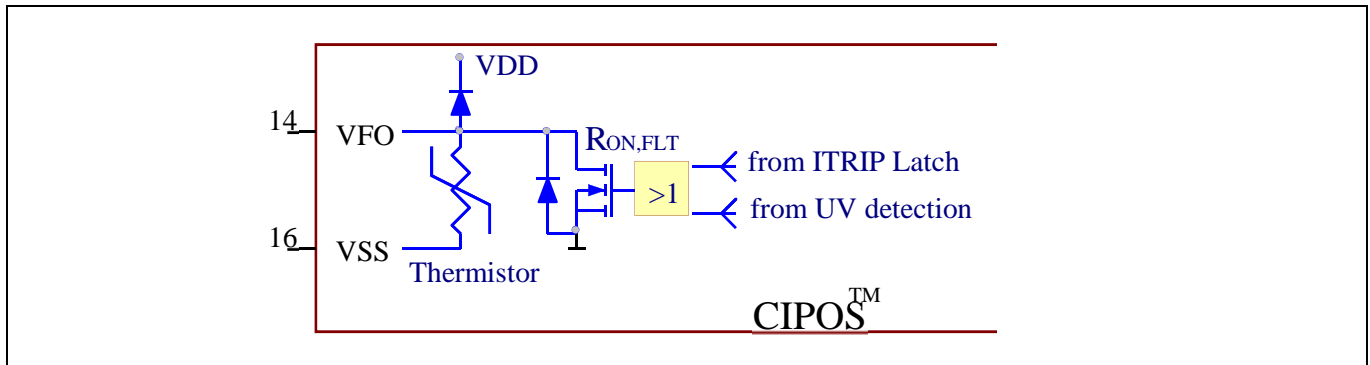 VDD
14 VFO
RON,FLT
from ITRIP Latch
>1
from UV detection
16 VSS
Thermistor
CIPOS™